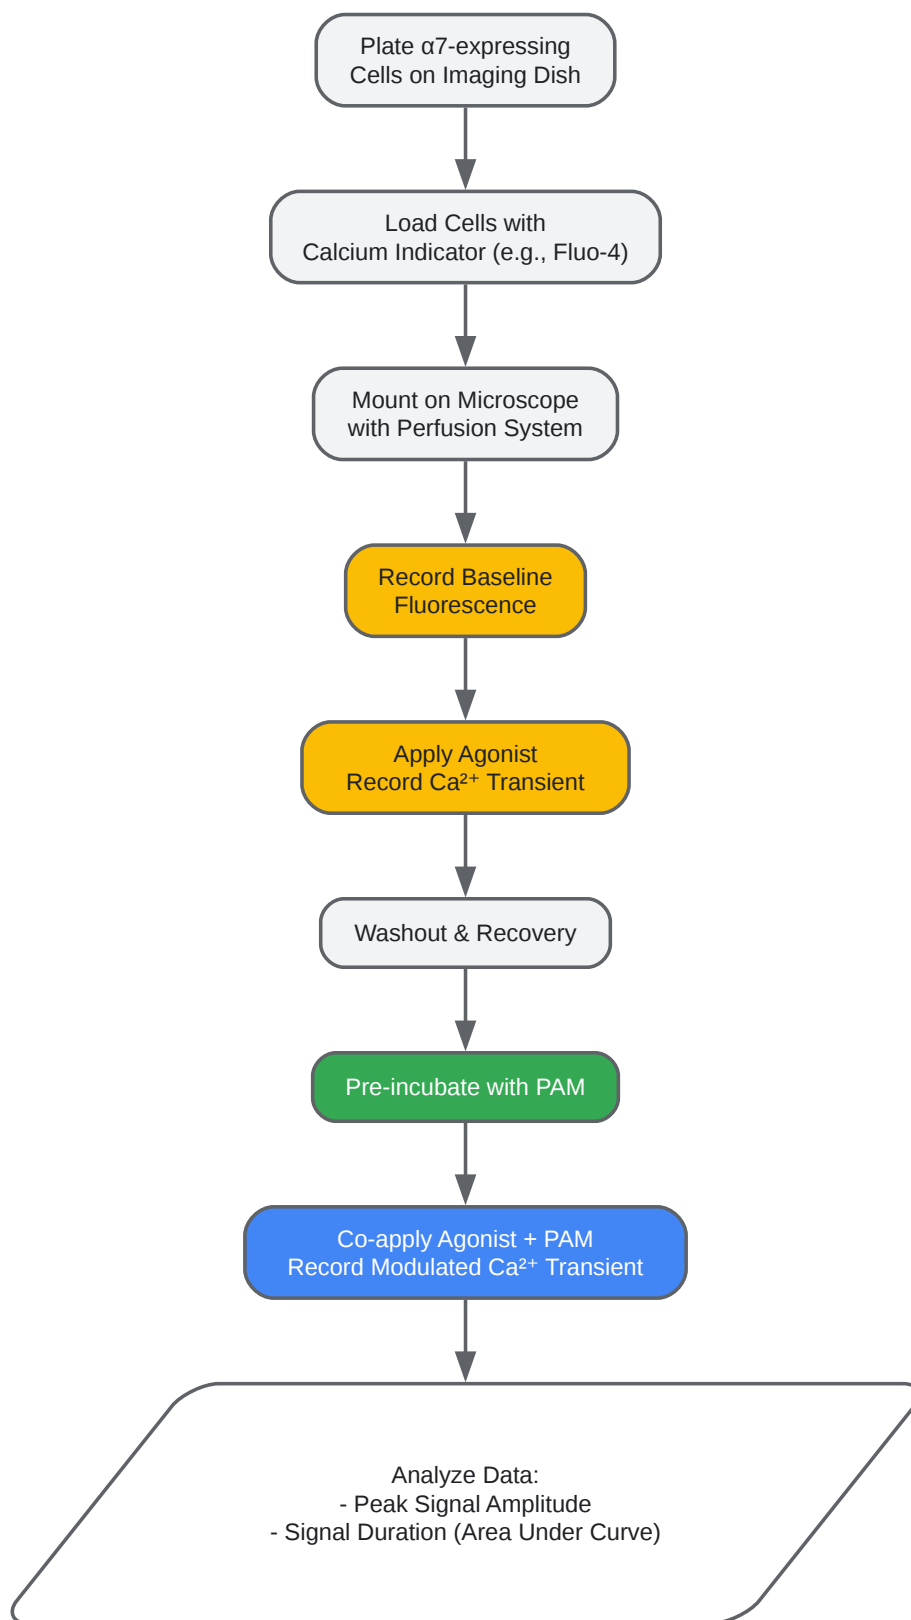 Plate α7-expressing
Cells on Imaging Dish
Load Cells with
Calcium Indicator (e.g., Fluo-4)
Mount on Microscope
with Perfusion System
Record Baseline
Fluorescence
Apply Agonist
Record Ca²⁺ Transient
Washout & Recovery
Pre-incubate with PAM
Co-apply Agonist + PAM
Record Modulated Ca²⁺ Transient
Analyze Data:
- Peak Signal Amplitude
- Signal Duration (Area Under Curve)